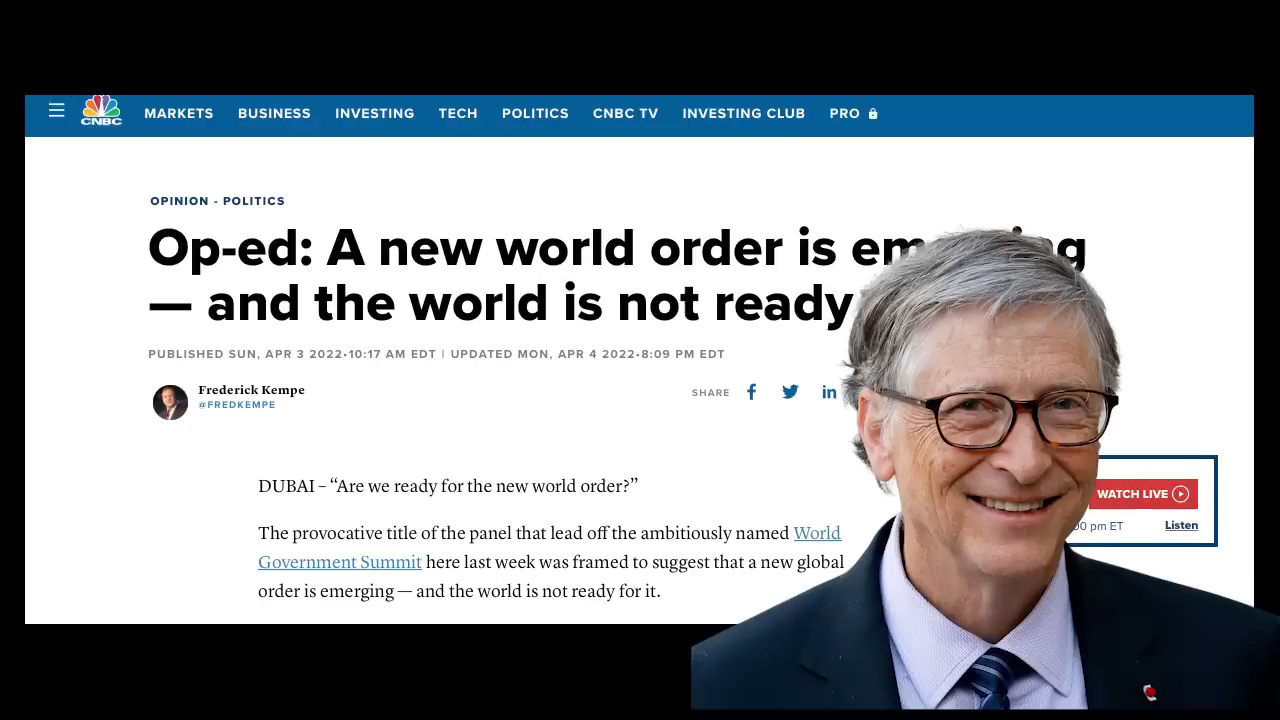 CNBC
MARKETS BUSINESS INVESTING TECH POLITICS CNBC TV INVESTING CLUB PRO
OPINION - POLITICS
Op-ed: A new world order is
— and the world is not ready
PUBLISHED SUN, APR 3 2022•10:17 AM EDT | UPDATED MON, APR 4 2022•8:09 PM EDT
Frederick Kempe
@FREDKEMPE
SHARE
DUBAI – “Are we ready for the new world order?”
The provocative title of the panel that lead off the ambitiously named World
Government Summit here last week was framed to suggest that a new global
order is emerging — and the world is not ready for it.
WATCH LIVE
pm ET Listen